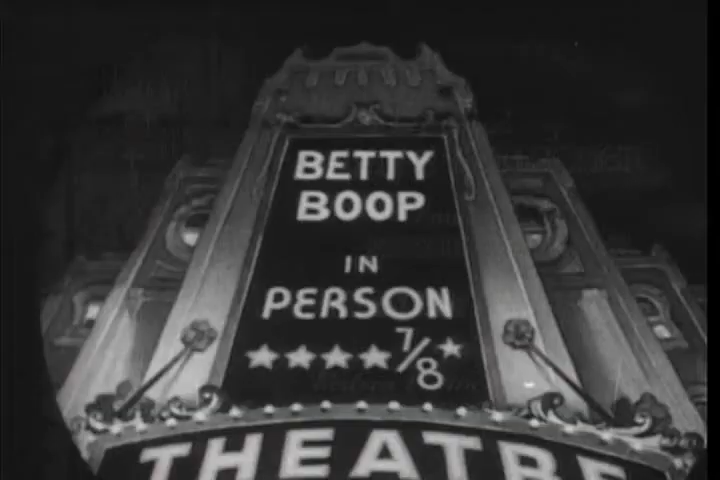 BETTY
BOOP
IN
PERSON
★★★★ 7/8 ★
THEATRE